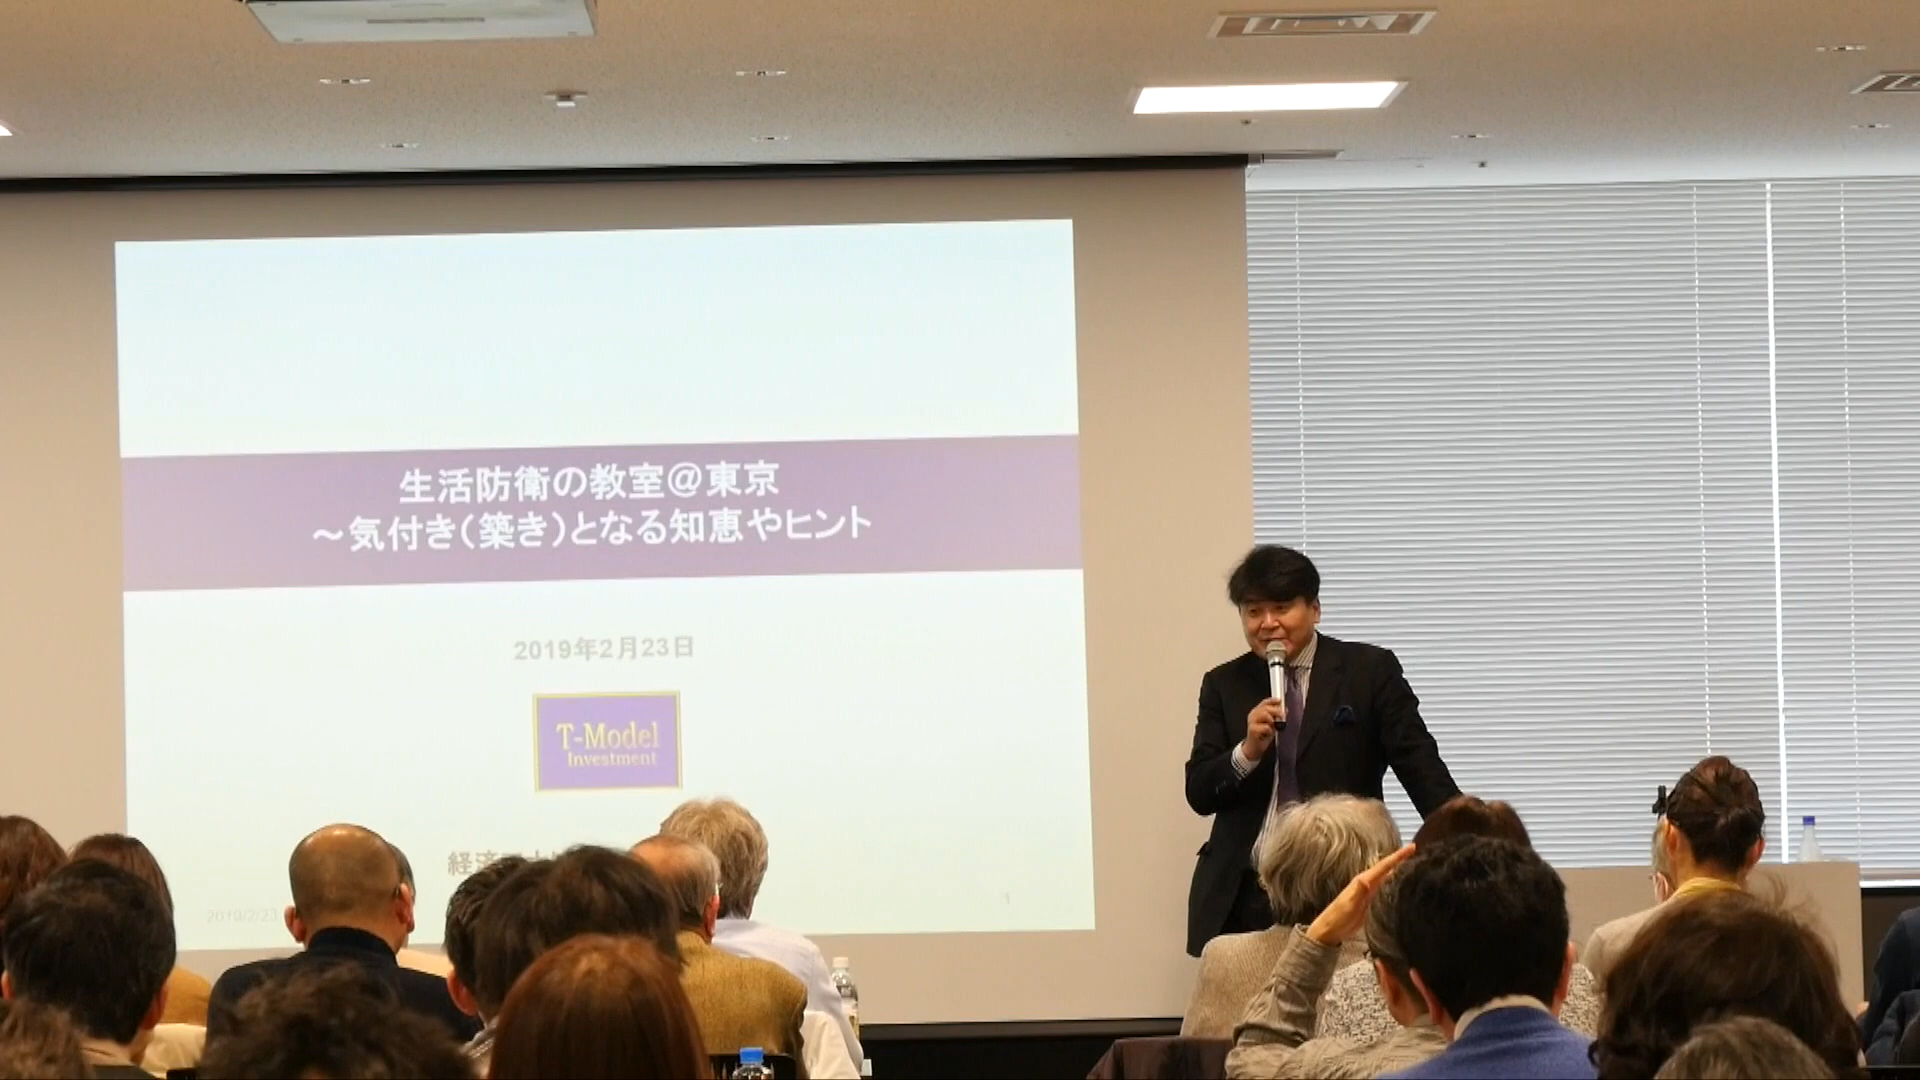 生活防衛の教室@東京
～気付き(築き)となる知恵やヒント
2019年2月23日
T-Model
Investment
経済
2019/2/23
1